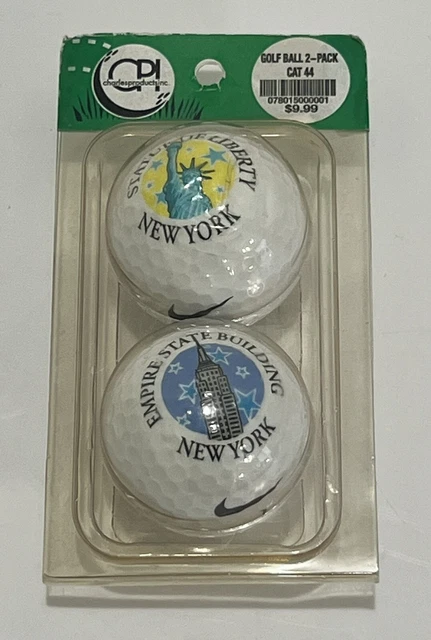 CPI
charlesproducts inc.
GOLF BALL 2-PACK
CAT 44
078015000001
$9.99
STATUE OF LIBERTY
NEW YORK
EMPIRE STATE BUILDING
NEW YORK